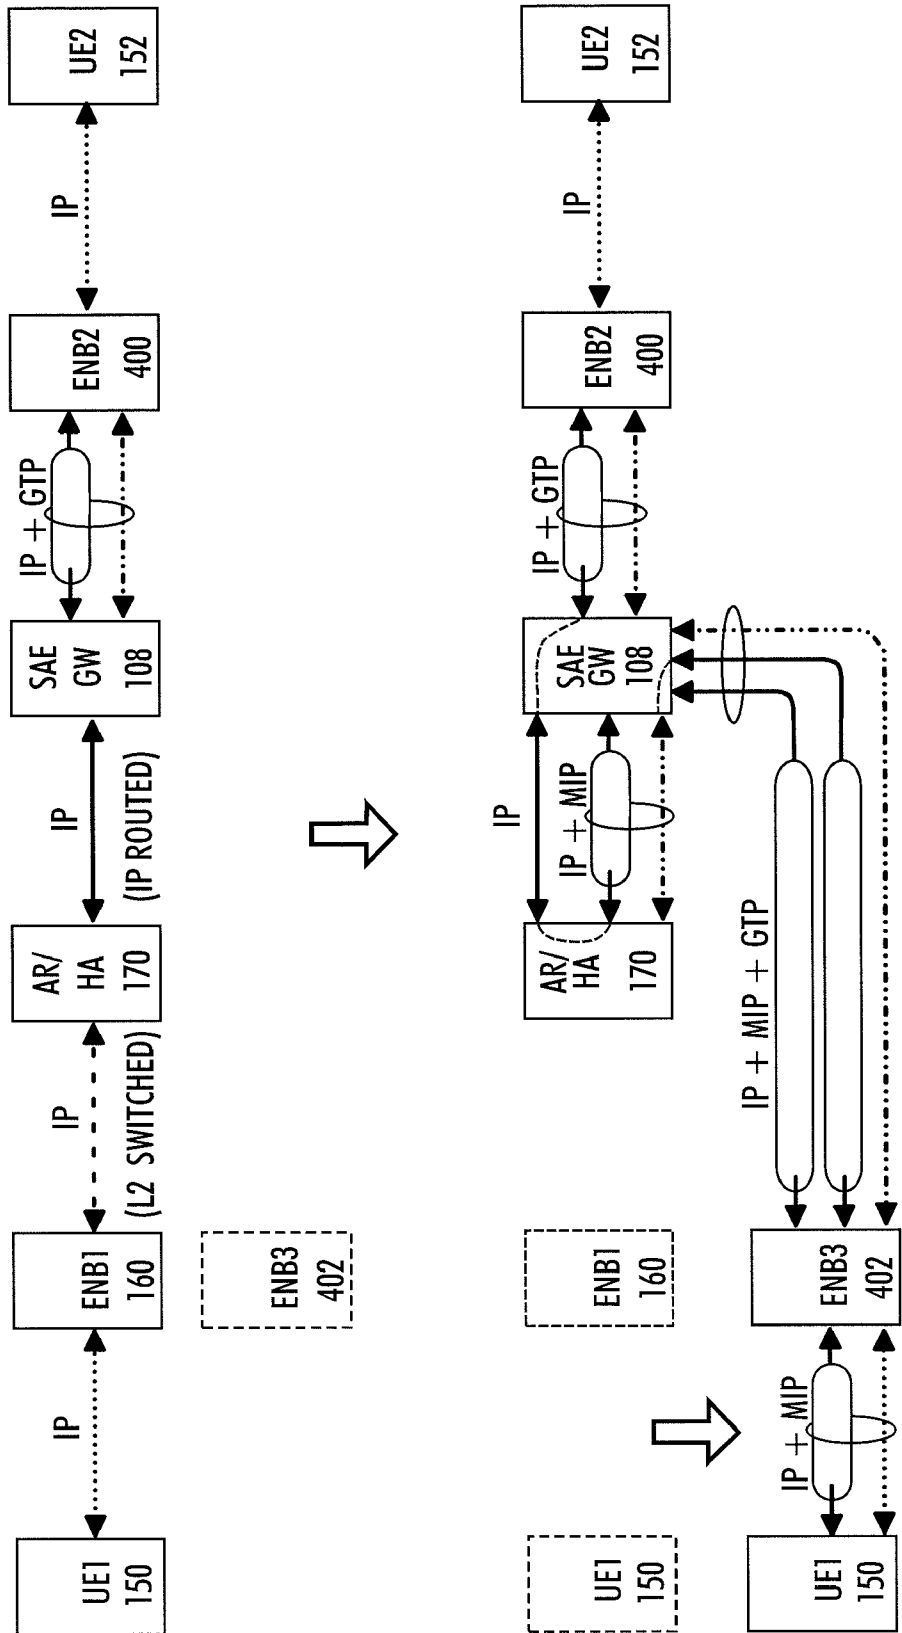 UE1
150
IP
ENB1
160
ENB3
402
IP
(L2 SWITCHED)
AR/
HA
170
IP
(IP ROUTED)
SAE
GW
108
IP + GTP
ENB2
400
IP
UE2
152
UE1
150
ENB1
160
AR/
HA
170
IP
IP + MIP
SAE
GW
108
IP + GTP
ENB2
400
IP
UE2
152
UE1
150
IP + MIP
ENB3
402
IP + MIP + GTP